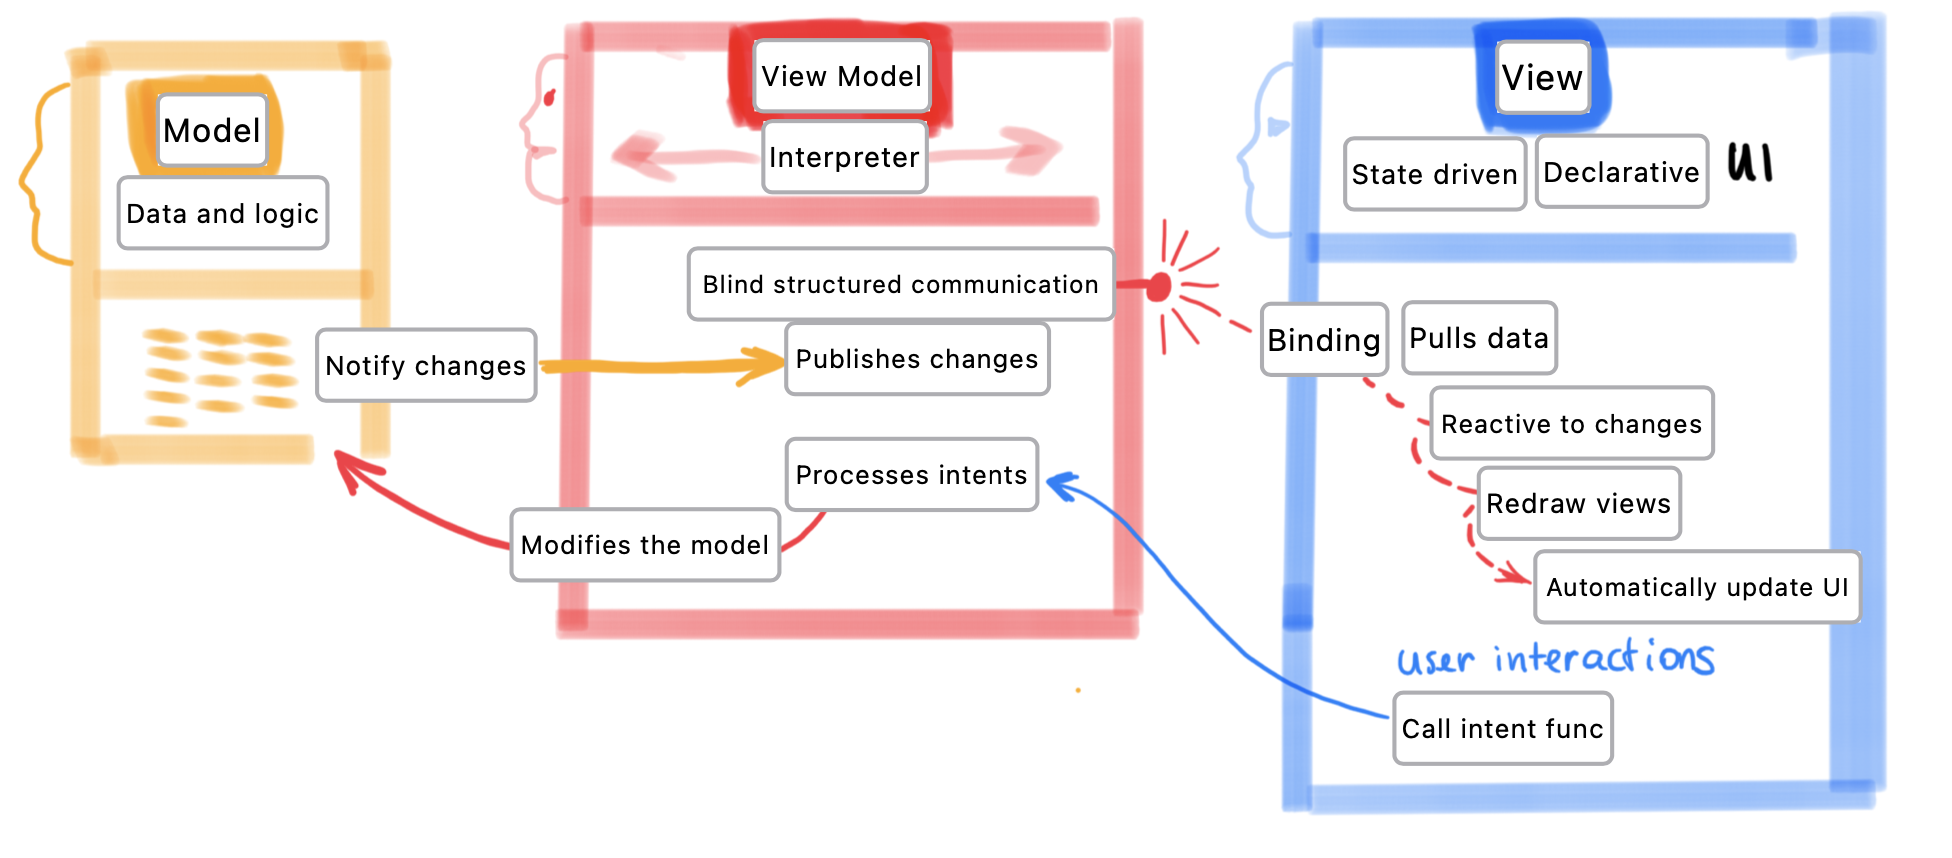 Model
Data and logic
Notify changes
View Model
Interpreter
Blind structured communication
Publishes changes
Processes intents
Modifies the model
View
State driven
Declarative
UI
Binding
Pulls data
Reactive to changes
Redraw views
Automatically update UI
user interactions
Call intent func